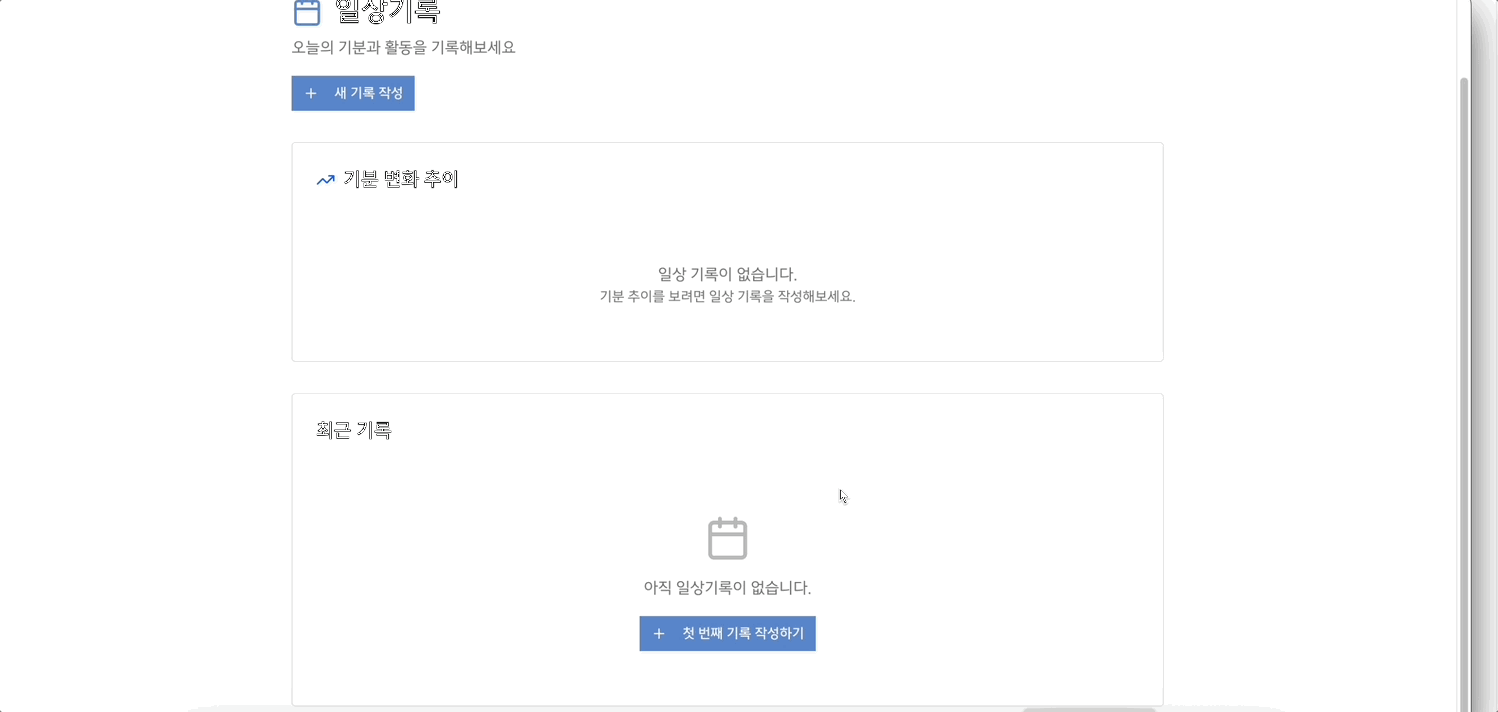 일상기록
오늘의 기분과 활동을 기록해보세요
+ 새 기록 작성
기분 변화 추이
일상 기록이 없습니다.
기분 추이를 보려면 일상 기록을 작성해보세요.
최근 기록
아직 일상기록이 없습니다.
+ 첫 번째 기록 작성하기